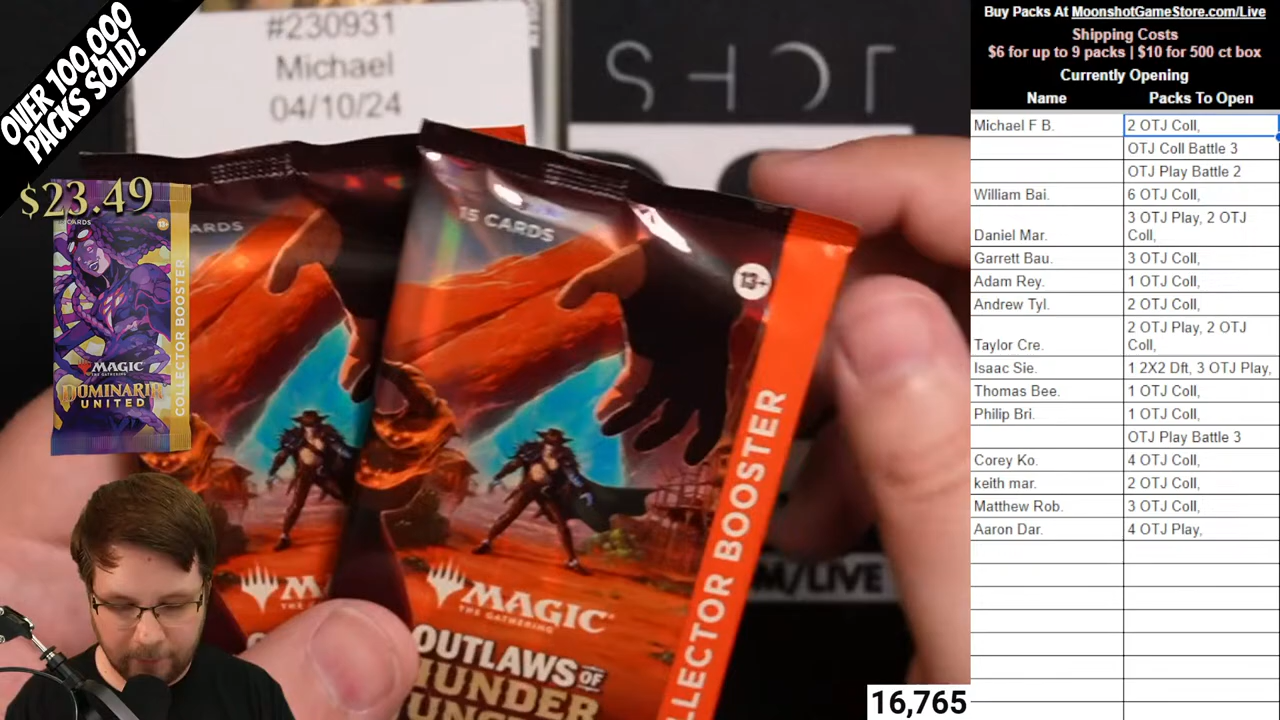 OVER 100,000
PACKS SOLD!
$23.49
CARDS
13+
COLLECTOR BOOSTER
MAGIC
THE GATHERING
DOMINARIA
UNITED
#230931
Michael
04/10/24
SHOT
ARDS
15 CARDS
13+
COLLECTOR BOOSTER
M
MAGIC
THE GATHERING
OUTLAWS OF
M/LIVE
16,765
Buy Packs At MoonshotGameStore.com/Live
Shipping Costs
$6 for up to 9 packs | $10 for 500 ct box
Currently Opening
Name Packs To Open
Michael F B. 2 OTJ Coll,
OTJ Coll Battle 3
OTJ Play Battle 2
William Bai. 6 OTJ Coll,
3 OTJ Play, 2 OTJ
Daniel Mar. Coll,
Garrett Bau. 3 OTJ Coll,
Adam Rey. 1 OTJ Coll,
Andrew Tyl. 2 OTJ Coll,
2 OTJ Play, 2 OTJ
Taylor Cre. Coll,
Isaac Sie. 1 2X2 Dft, 3 OTJ Play,
Thomas Bee. 1 OTJ Coll,
Philip Bri. 1 OTJ Coll,
OTJ Play Battle 3
Corey Ko. 4 OTJ Coll,
keith mar. 2 OTJ Coll,
Matthew Rob. 3 OTJ Coll,
Aaron Dar. 4 OTJ Play,